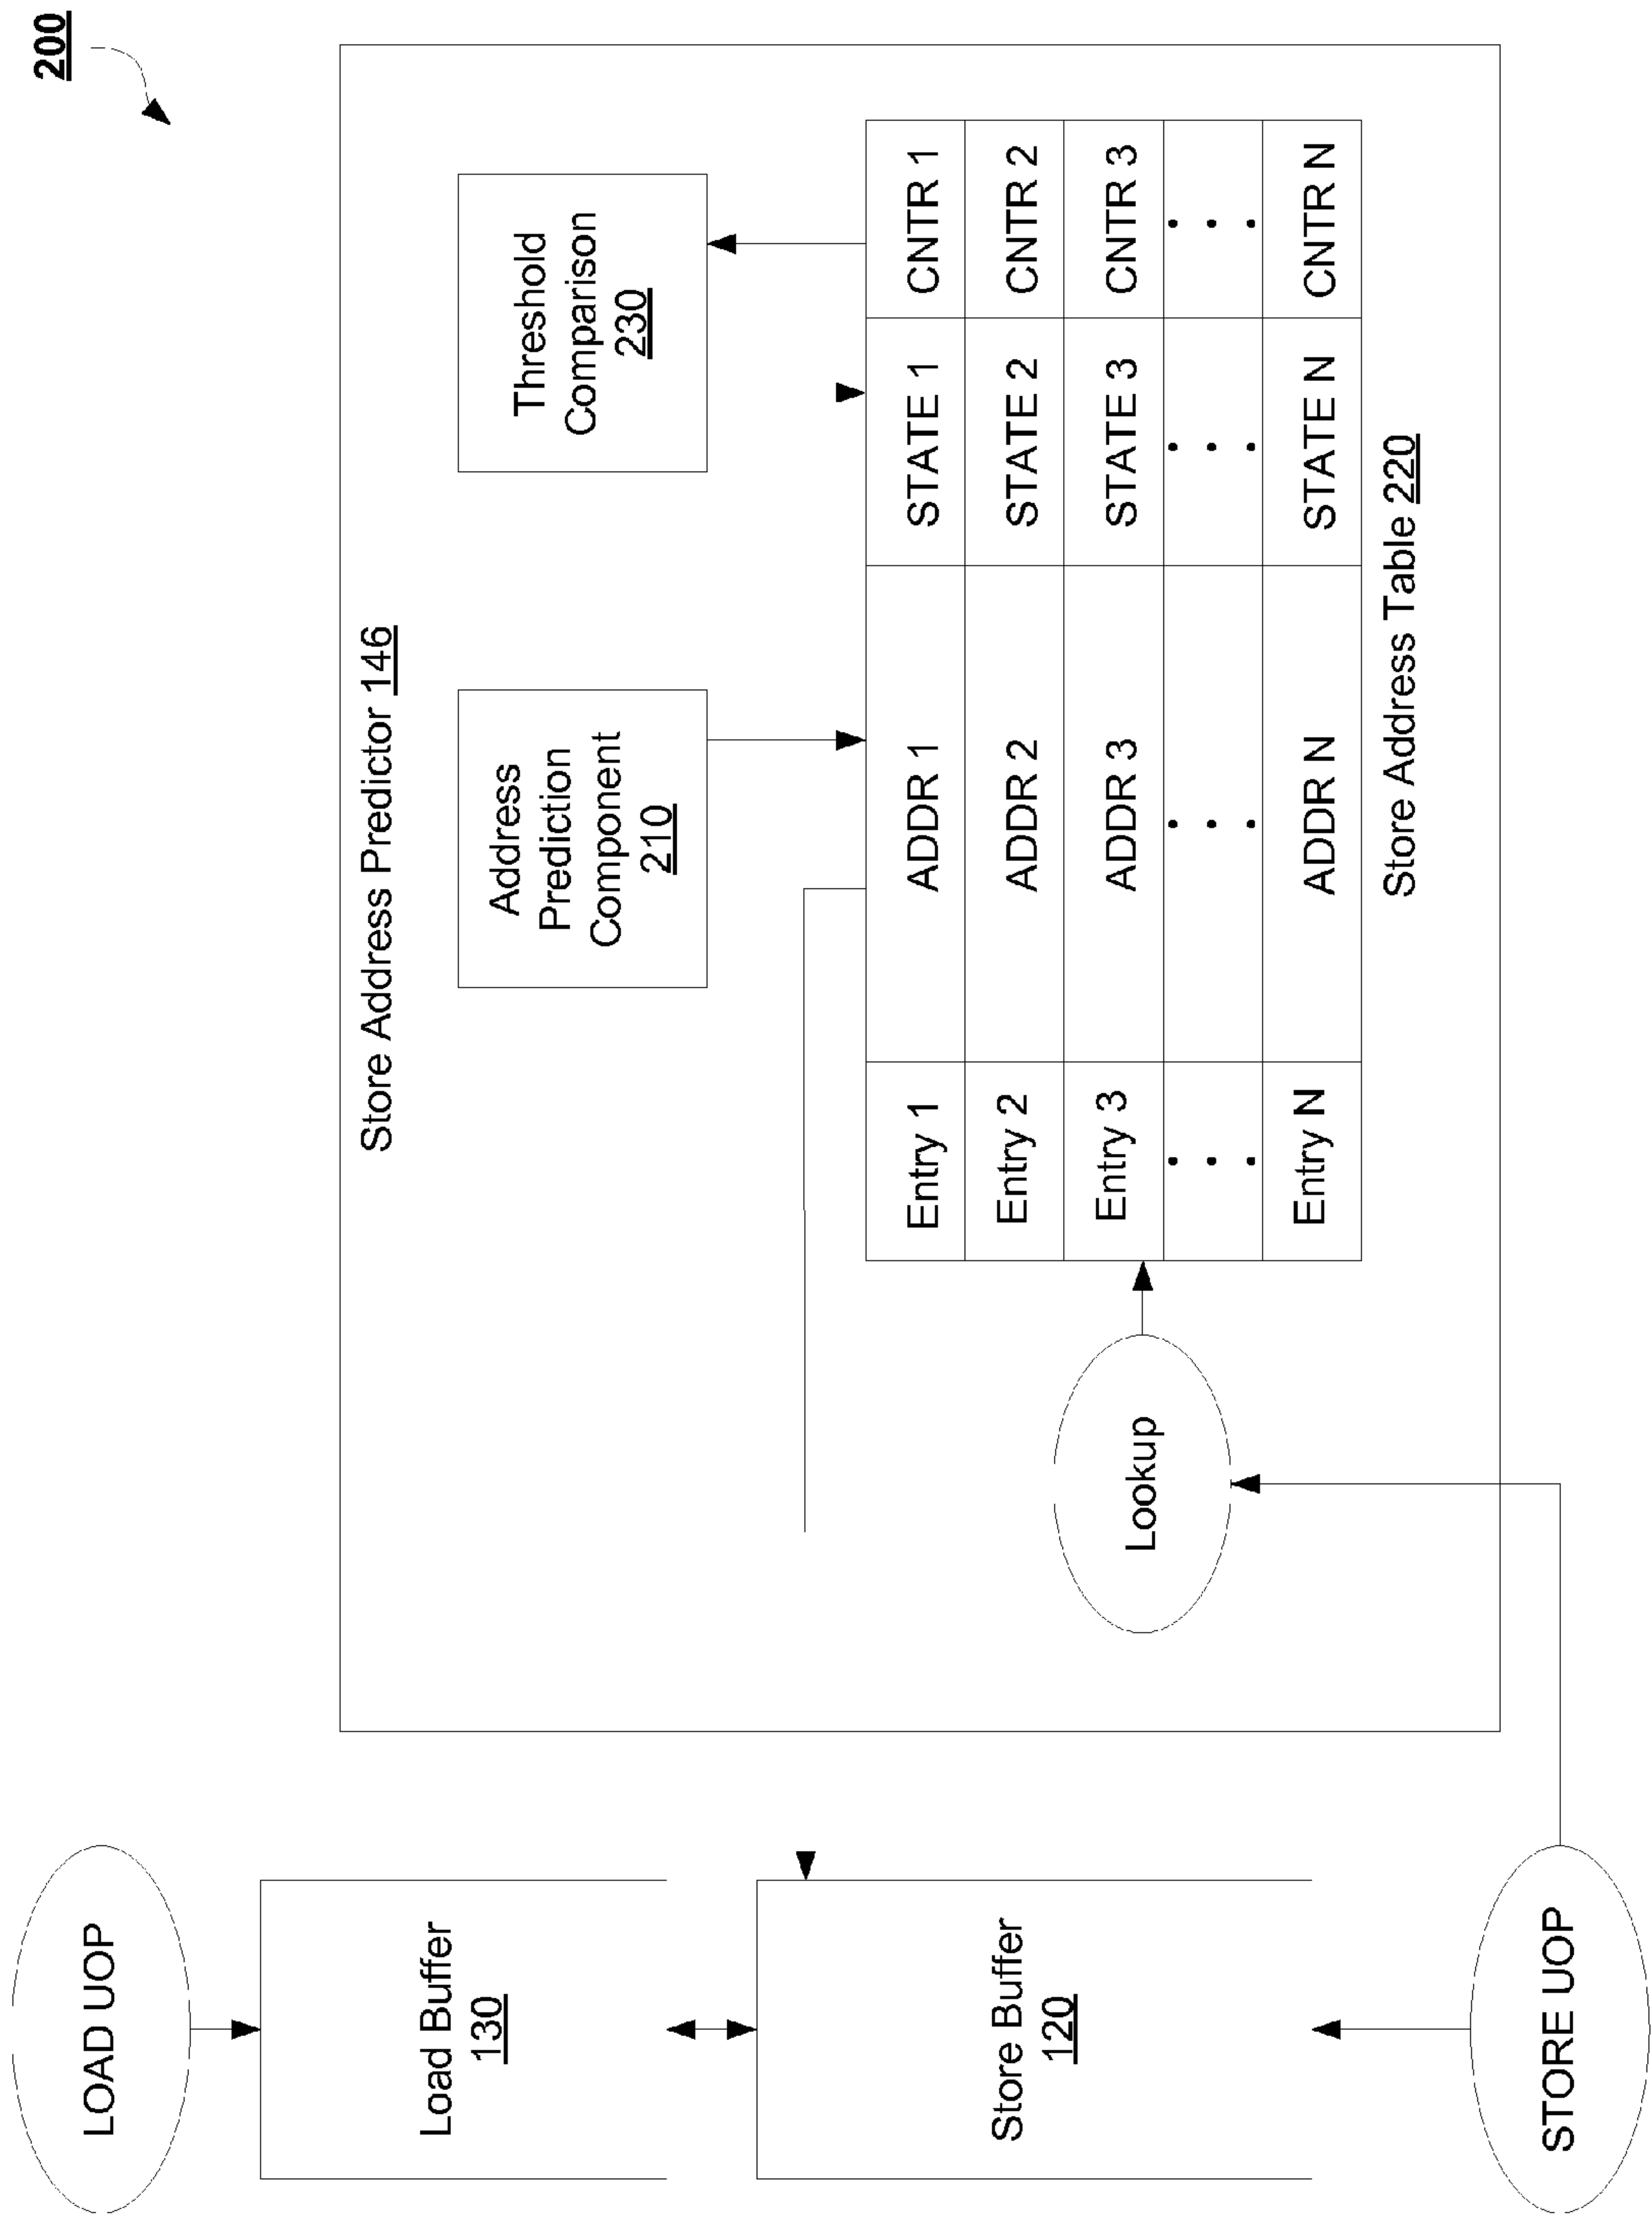 200
LOAD UOP
Load Buffer
130
Store Buffer
120
STORE UOP
Store Address Predictor 146
Address
Prediction
Component
210
Threshold
Comparison
230
Lookup
Entry 1 ADDR 1 STATE 1 CNTR 1
Entry 2 ADDR 2 STATE 2 CNTR 2
Entry 3 ADDR 3 STATE 3 CNTR 3
. . . . . . . . . . . .
Entry N ADDR N STATE N CNTR N
Store Address Table 220